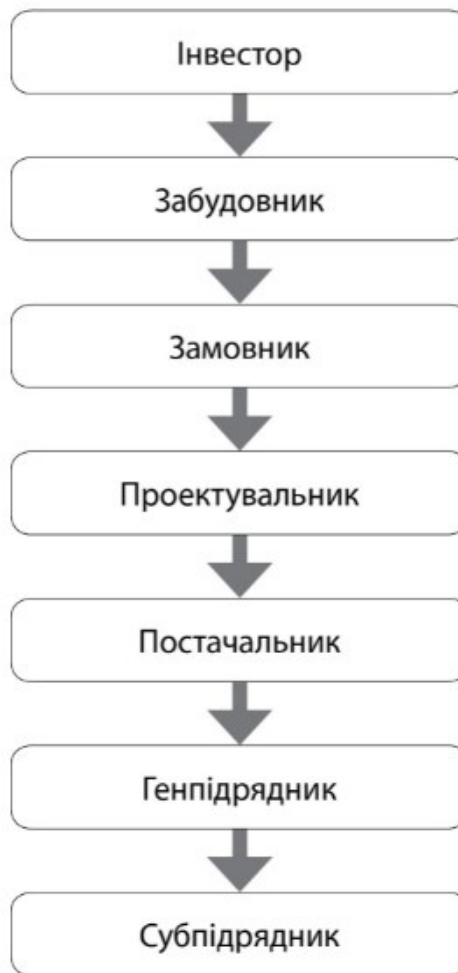 Інвестор
Забудовник
Замовник
Проектувальник
Постачальник
Генпідрядник
Субпідрядник